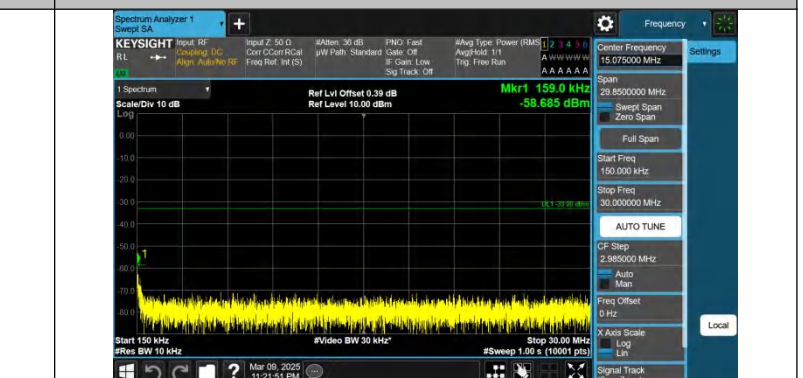 Spectrum Analyzer 1
Swept SA
Frequency
KEYSIGHT Input: RF
RL
Coupling: DC
Align: Auto/No RF
Input Z: 50 Ω
Corr CCorr RCal
Freq Ref: Int (S)
#Atten: 36 dB
µW Path: Standard
PNO: Fast
Gate: Off
IF Gain: Low
Sig Track: Off
#Avg Type: Power (RMS
Avg|Hold: 1/1
Trig: Free Run
1 2 3 4 5 6
A W W W W W
A A A A A A
1 Spectrum
Scale/Div 10 dB
Log
Ref Lvl Offset 0.39 dB
Ref Level 10.00 dBm
Mkr1 159.0 kHz
-58.685 dBm
0.00
-10.0
-20.0
-30.0
-40.0
-50.0
-60.0
-70.0
-80.0
DL1 -33.00 dBm
1
Start 150 kHz
#Res BW 10 kHz
#Video BW 30 kHz*
Stop 30.00 MHz
#Sweep 1.00 s (10001 pts)
Mar 09, 2025
11:21:51 PM
Center Frequency
15.075000 MHz
Settings
Span
29.8500000 MHz
Swept Span
Zero Span
Full Span
Start Freq
150.000 kHz
Stop Freq
30.000000 MHz
AUTO TUNE
CF Step
2.985000 MHz
Auto
Man
Freq Offset
0 Hz
X Axis Scale
Log
Lin
Local
Signal Track